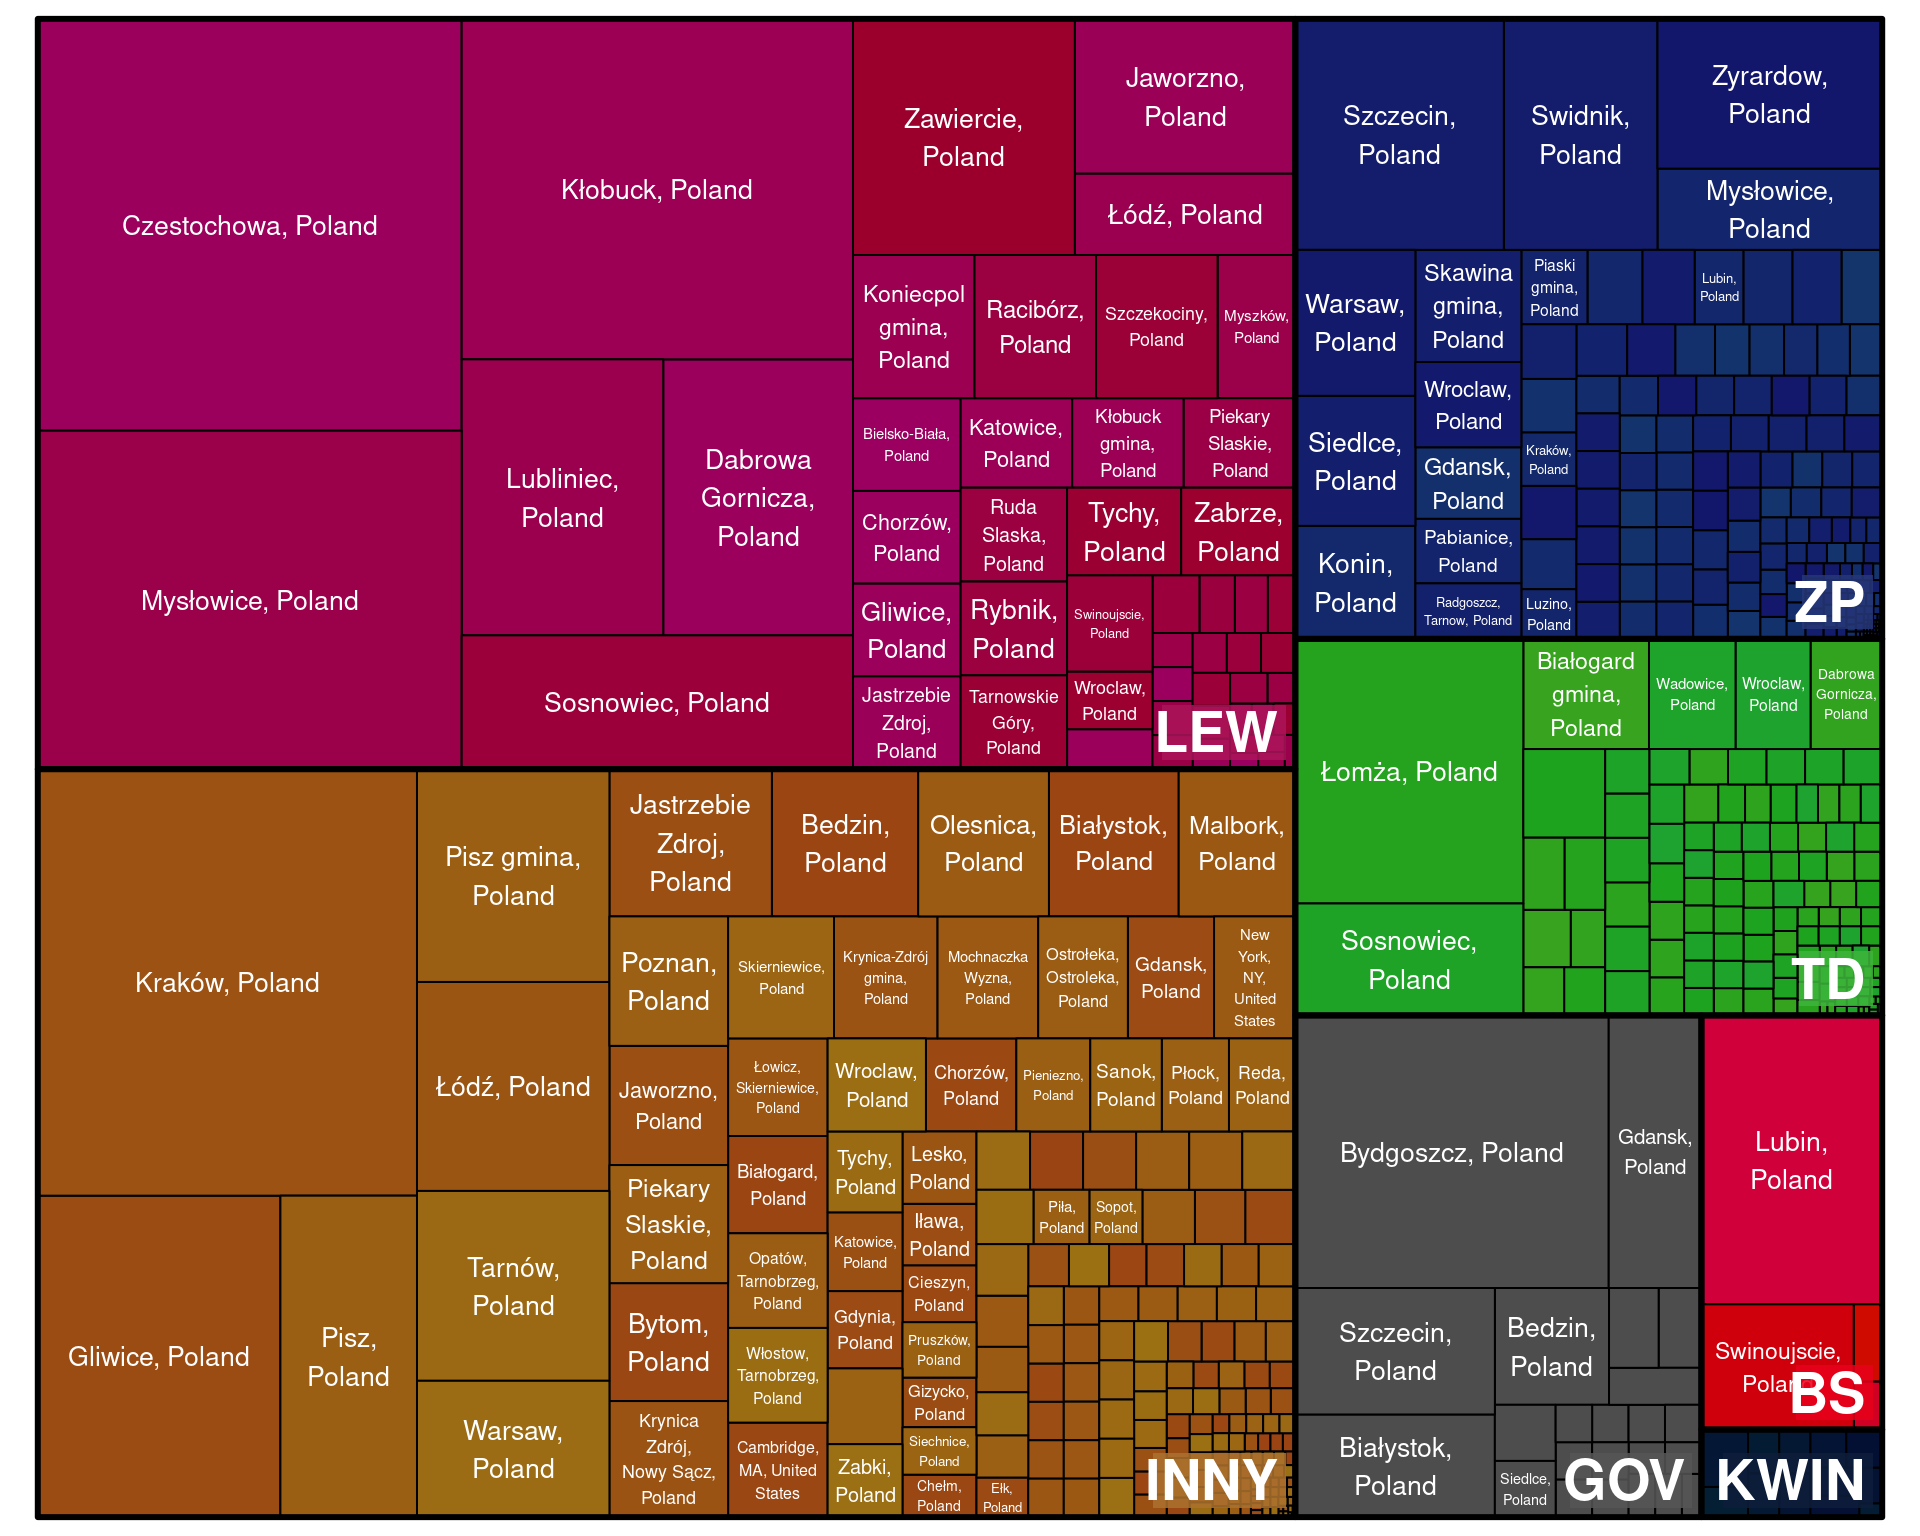 Czestochowa, Poland
Mysłowice, Poland
Kłobuck, Poland
Lubliniec,
Poland
Dabrowa
Gornicza,
Poland
Sosnowiec, Poland
Zawiercie,
Poland
Jaworzno,
Poland
Łódź, Poland
Koniecpol
gmina,
Poland
Racibórz,
Poland
Szczekociny,
Poland
Myszków,
Poland
Bielsko-Biała,
Poland
Katowice,
Poland
Kłobuck
gmina,
Poland
Piekary
Slaskie,
Poland
Chorzów,
Poland
Ruda
Slaska,
Poland
Tychy,
Poland
Zabrze,
Poland
Gliwice,
Poland
Rybnik,
Poland
Swinoujscie,
Poland
Jastrzebie
Zdroj,
Poland
Tarnowskie
Góry,
Poland
Wroclaw,
Poland
LEW
Szczecin,
Poland
Swidnik,
Poland
Zyrardow,
Poland
Mysłowice,
Poland
Warsaw,
Poland
Skawina
gmina,
Poland
Piaski
gmina,
Poland
Lubin,
Poland
Wroclaw,
Poland
Siedlce,
Poland
Gdansk,
Poland
Kraków,
Poland
Konin,
Poland
Pabianice,
Poland
Radgoszcz,
Tarnow, Poland
Luzino,
Poland
ZP
Łomża, Poland
Sosnowiec,
Poland
Białogard
gmina,
Poland
Wadowice,
Poland
Wroclaw,
Poland
Dabrowa
Gornicza,
Poland
TD
Kraków, Poland
Gliwice, Poland
Pisz,
Poland
Pisz gmina,
Poland
Łódź, Poland
Tarnów,
Poland
Warsaw,
Poland
Jastrzebie
Zdroj,
Poland
Bedzin,
Poland
Olesnica,
Poland
Białystok,
Poland
Malbork,
Poland
Poznan,
Poland
Skierniewice,
Poland
Krynica-Zdrój
gmina,
Poland
Mochnaczka
Wyzna,
Poland
Ostrołeka,
Ostroleka,
Poland
Gdansk,
Poland
New
York,
NY,
United
States
Jaworzno,
Poland
Łowicz,
Skierniewice,
Poland
Wroclaw,
Poland
Chorzów,
Poland
Pieniezno,
Poland
Sanok,
Poland
Płock,
Poland
Reda,
Poland
Piekary
Slaskie,
Poland
Białogard,
Poland
Tychy,
Poland
Lesko,
Poland
Piła,
Poland
Sopot,
Poland
Opatów,
Tarnobrzeg,
Poland
Katowice,
Poland
Iława,
Poland
Bytom,
Poland
Gdynia,
Poland
Cieszyn,
Poland
Włostow,
Tarnobrzeg,
Poland
Pruszków,
Poland
Gizycko,
Poland
Krynica
Zdrój,
Nowy Sącz,
Poland
Cambridge,
MA, United
States
Zabki,
Poland
Siechnice,
Poland
Chełm,
Poland
Ełk,
Poland
INNY
Bydgoszcz, Poland
Gdansk,
Poland
Szczecin,
Poland
Bedzin,
Poland
Białystok,
Poland
Siedlce,
Poland
GOV
Lubin,
Poland
Swinoujscie,
Poland
BS
KWIN